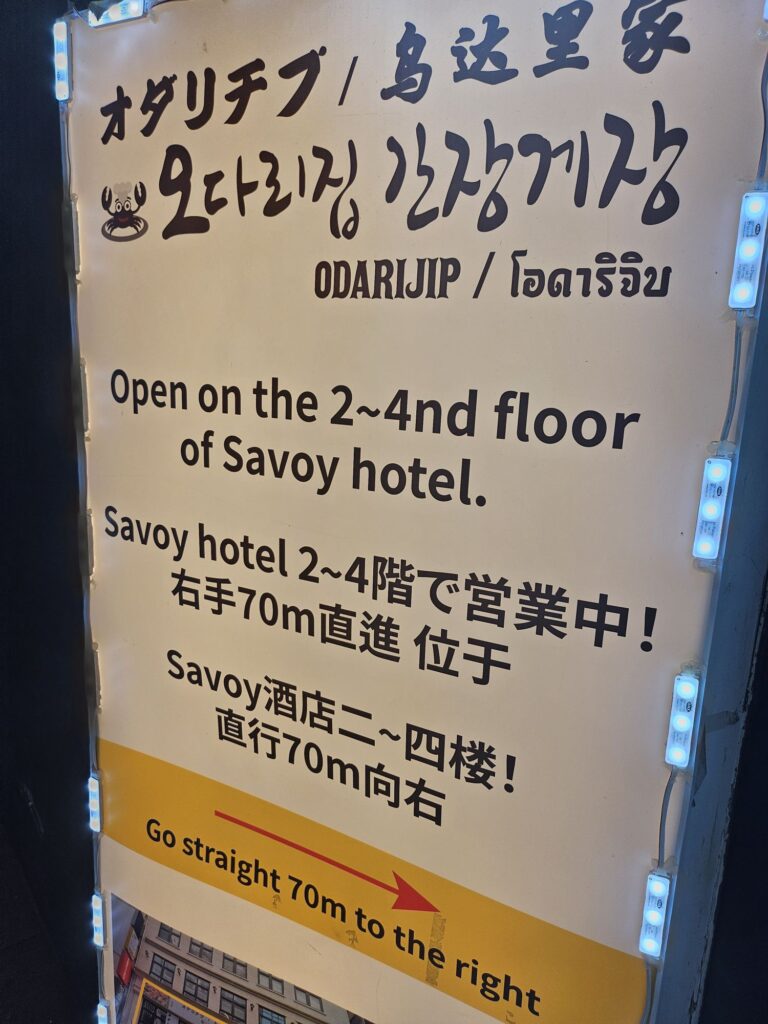 オダリチブ / 乌达里家
오다리집 간장게장
ODARIJIP / โอดาริจิบ
Open on the 2~4nd floor
of Savoy hotel.
Savoy hotel 2~4階で営業中!
右手70m直進 位于
Savoy酒店二~四楼!
直行70m向右
Go straight 70m to the right